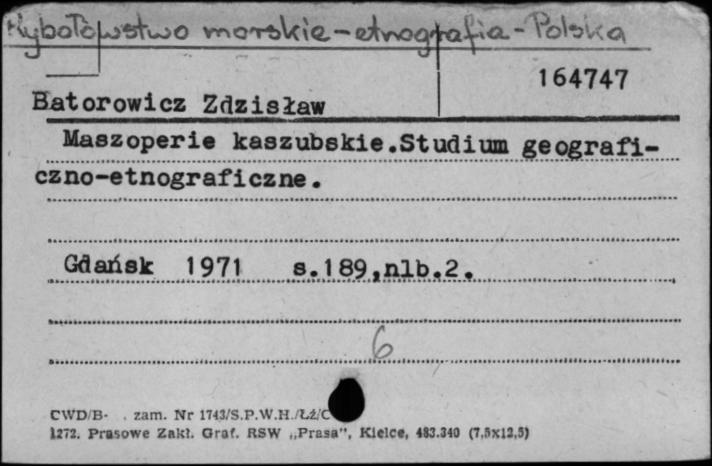 Rybołówstwo morskie - etnografia - Polska
164747
Batorowicz Zdzisław
Maszoperie kaszubskie.Studium geografi-
czno-etnograficzne.
Gdańsk 1971 s.189,nlb.2.
6
CWD/B- . zam. Nr 1743/S.P.W.H./Łź/C
1272. Prasowe Zakł. Graf. RSW „Prasa", Kielce, 483.340 (7,5x12,5)